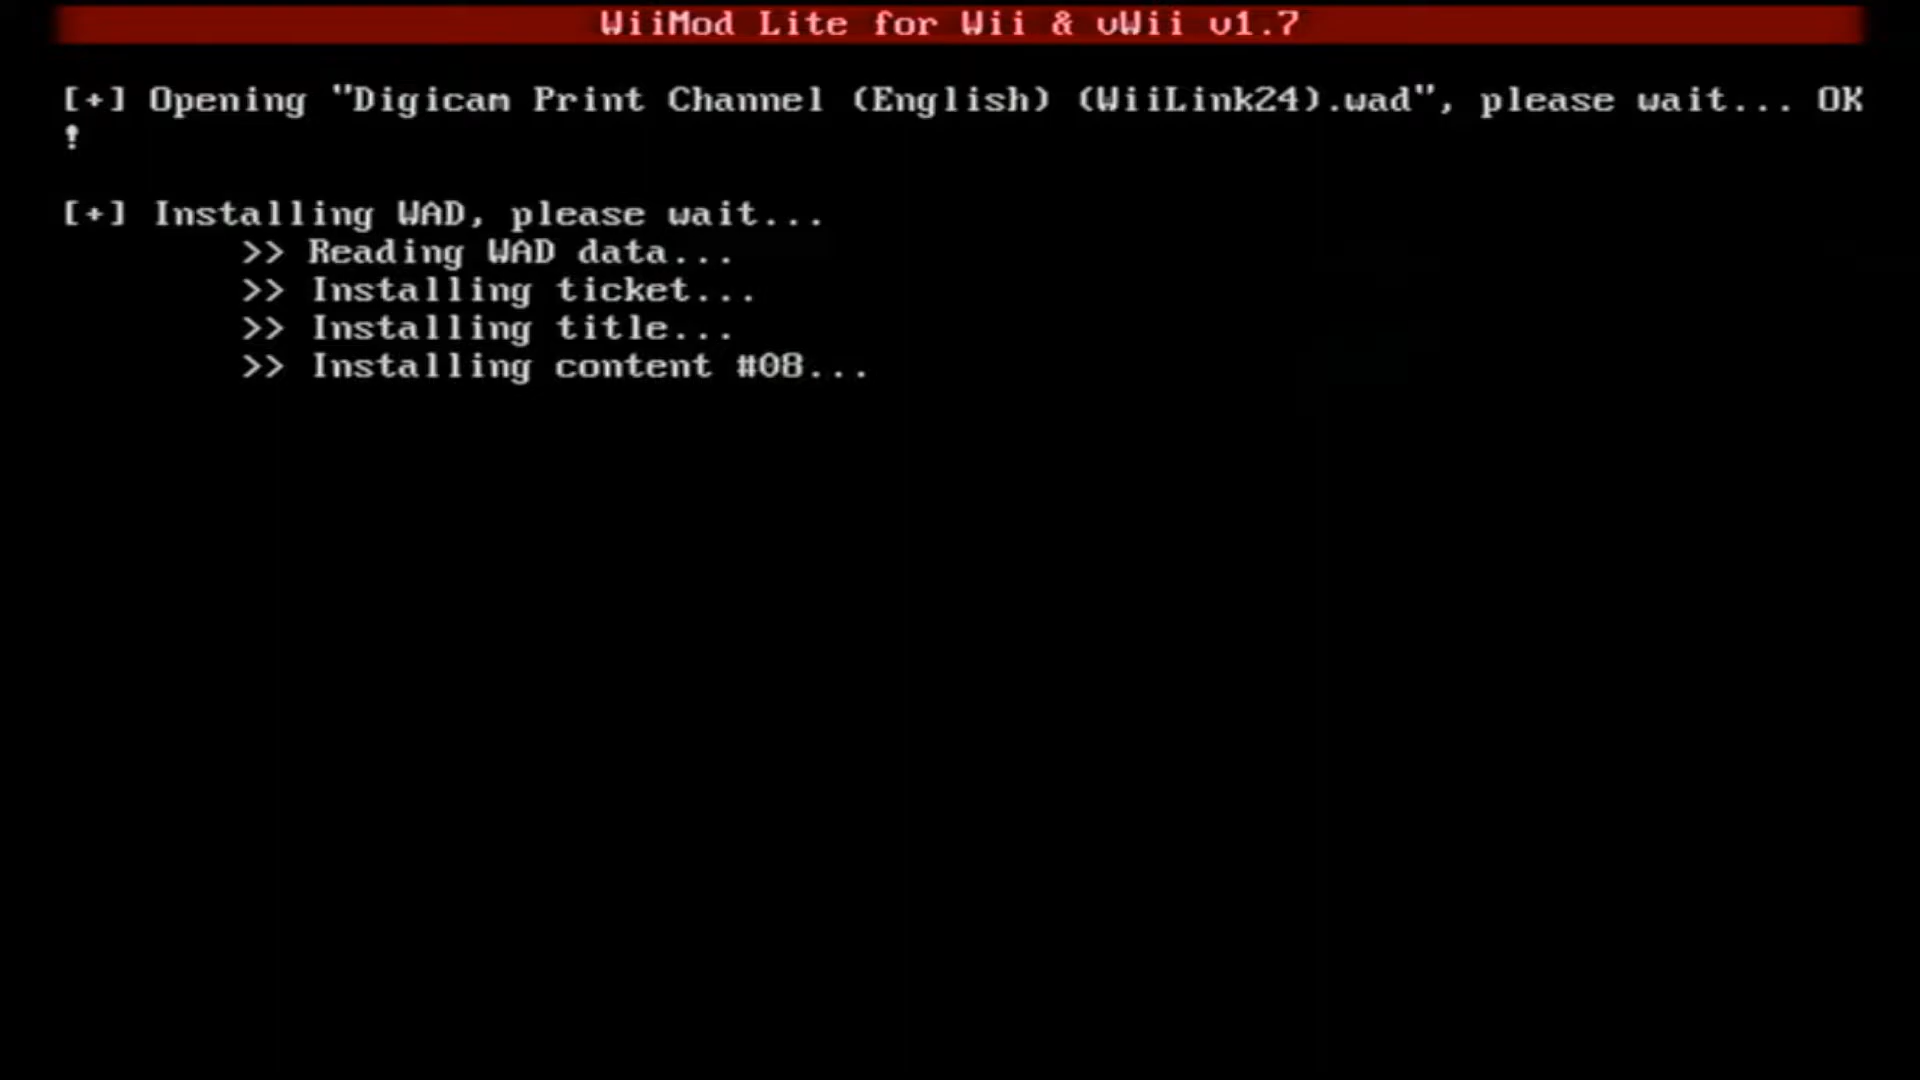 WiiMod Lite for Wii & vWii v1.7
[+] Opening "Digicam Print Channel (English) (WiiLink24).wad", please wait... OK
!
[+] Installing WAD, please wait...
>> Reading WAD data...
>> Installing ticket...
>> Installing title...
>> Installing content #08...